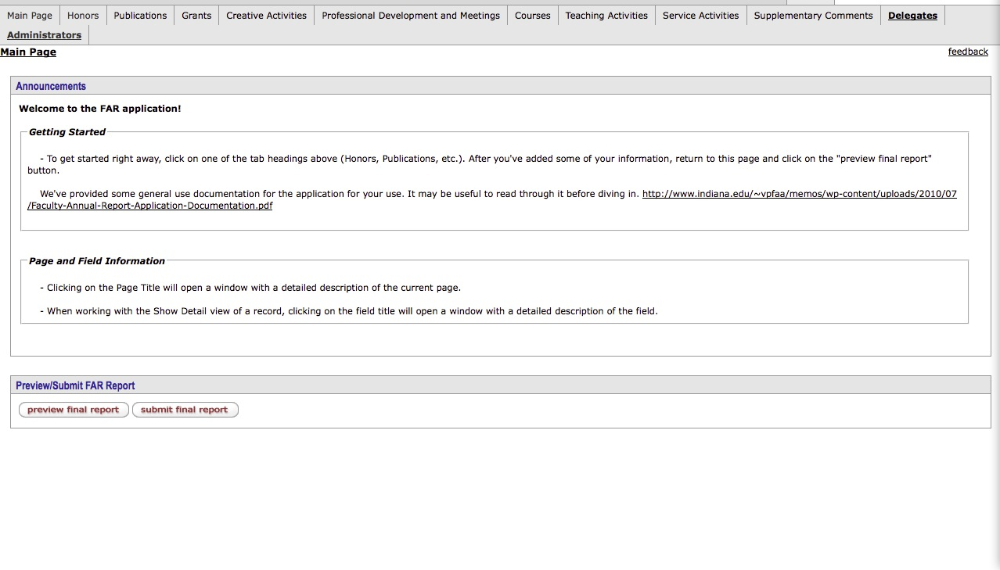 Main Page Honors Publications Grants Creative Activities Professional Development and Meetings Courses Teaching Activities Service Activities Supplementary Comments Delegates
Administrators
Main Page feedback
Announcements
Welcome to the FAR application!
Getting Started
- To get started right away, click on one of the tab headings above (Honors, Publications, etc.). After you've added some of your information, return to this page and click on the "preview final report"
button.
We've provided some general use documentation for the application for your use. It may be useful to read through it before diving in. http://www.indiana.edu/~vpfaa/memos/wp-content/uploads/2010/07
/Faculty-Annual-Report-Application-Documentation.pdf
Page and Field Information
- Clicking on the Page Title will open a window with a detailed description of the current page.
- When working with the Show Detail view of a record, clicking on the field title will open a window with a detailed description of the field.
Preview/Submit FAR Report
preview final report submit final report